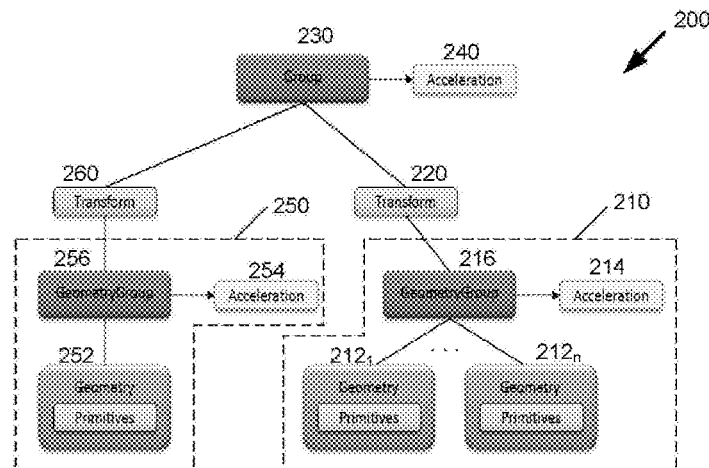 200
230
Group
240
Acceleration
260
Transform
220
Transform
250
210
256
GeometryGroup
254
Acceleration
216
GeometryGroup
214
Acceleration
252
Geometry
Primitives
212₁
Geometry
Primitives
. . .
212ₙ
Geometry
Primitives